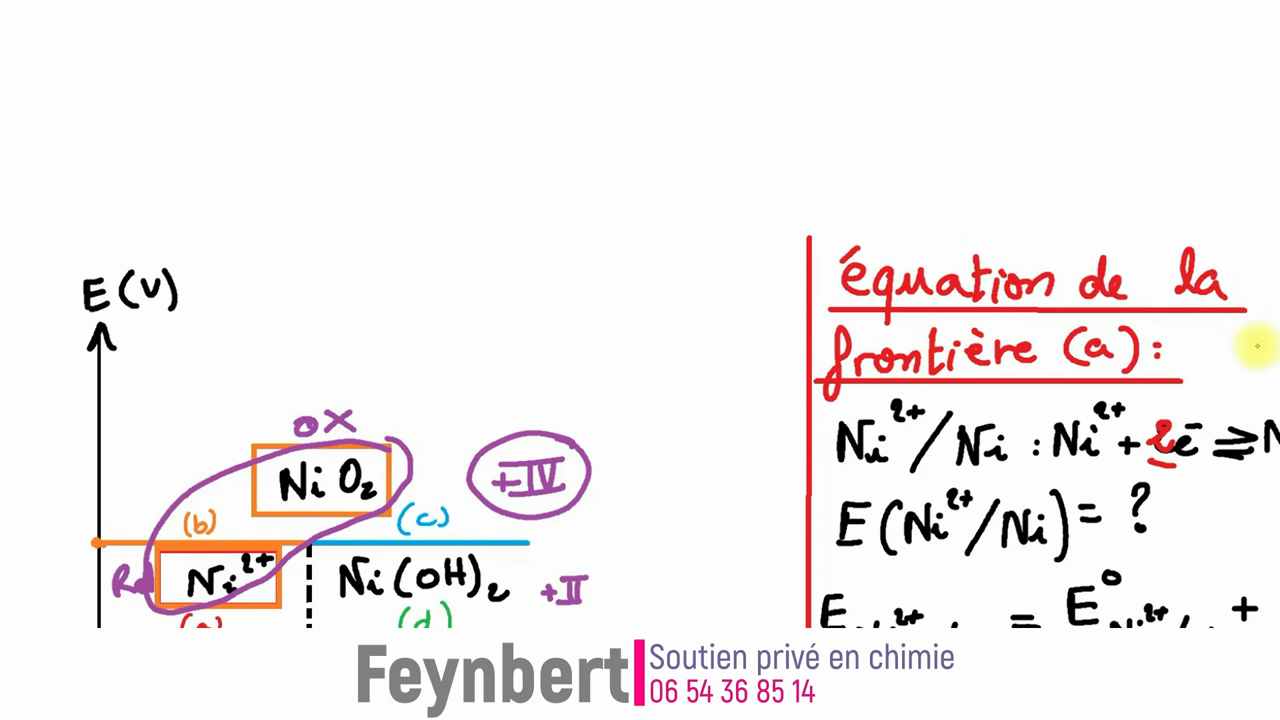 E(V)
OX
NiO₂
+IV
(b)
(c)
Ni²⁺
Ni(OH)₂
+II
(d)
équation de la
frontière (a) :
Ni²⁺/Ni : Ni²⁺ + 2e⁻ ⇌ N
E(Ni²⁺/Ni) = ?
E = E⁰ +
Feynbert
Soutien privé en chimie
06 54 36 85 14